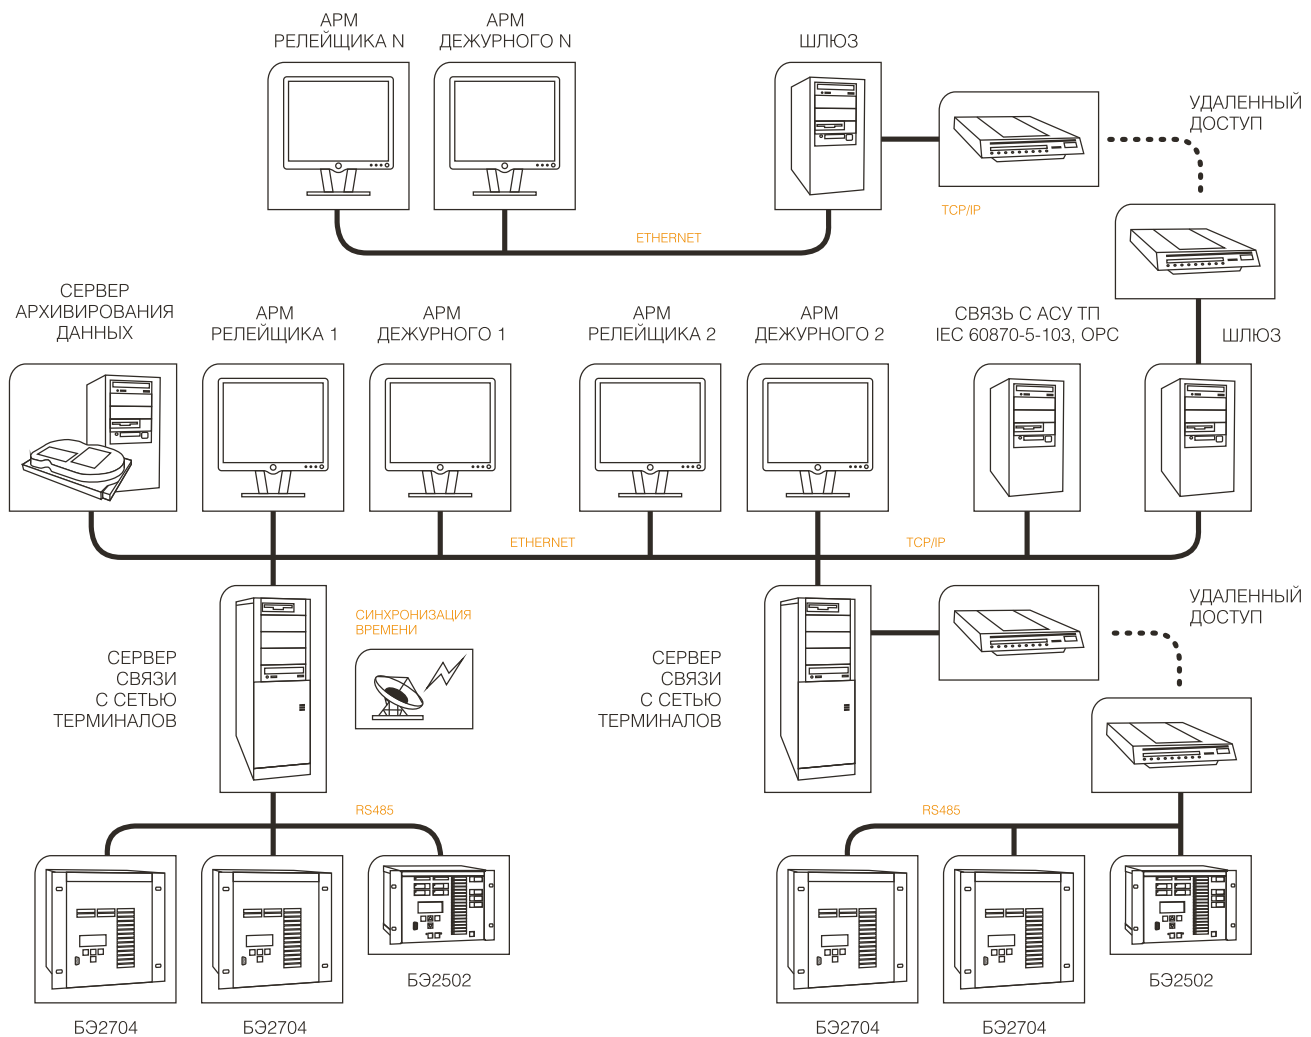 АРМ
РЕЛЕЙЩИКА N
АРМ
ДЕЖУРНОГО N
ШЛЮЗ
УДАЛЕННЫЙ
ДОСТУП
TCP/IP
ETHERNET
СЕРВЕР
АРХИВИРОВАНИЯ
ДАННЫХ
АРМ
РЕЛЕЙЩИКА 1
АРМ
ДЕЖУРНОГО 1
АРМ
РЕЛЕЙЩИКА 2
АРМ
ДЕЖУРНОГО 2
СВЯЗЬ С АСУ ТП
IEC 60870-5-103, OPC
ШЛЮЗ
ETHERNET
TCP/IP
СЕРВЕР
СВЯЗИ
С СЕТЬЮ
ТЕРМИНАЛОВ
СИНХРОНИЗАЦИЯ
ВРЕМЕНИ
СЕРВЕР
СВЯЗИ
С СЕТЬЮ
ТЕРМИНАЛОВ
УДАЛЕННЫЙ
ДОСТУП
RS485
RS485
БЭ2704
БЭ2704
БЭ2502
БЭ2704
БЭ2704
БЭ2502